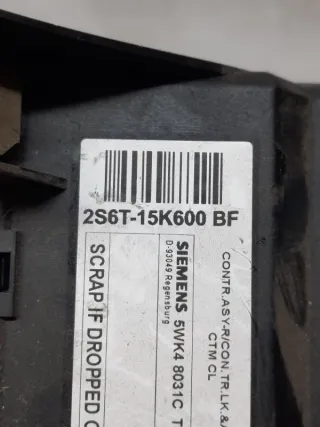 2S6T-15K600 BF
CONTR.ASY-R/CON.TR.LK.&
CTM CL
SIEMENS 5WK4 8031C T
D-93049 Regensburg
SCRAP IF DROPPED